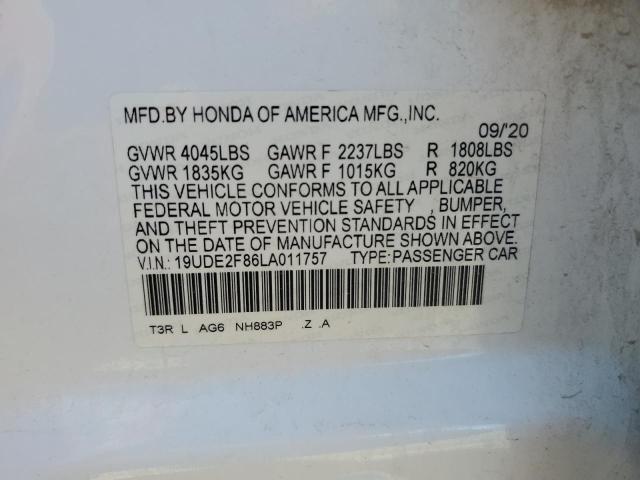 MFD.BY HONDA OF AMERICA MFG.,INC.
09/'20
GVWR 4045LBS GAWR F 2237LBS R 1808LBS
GVWR 1835KG GAWR F 1015KG R 820KG
THIS VEHICLE CONFORMS TO ALL APPLICABLE
FEDERAL MOTOR VEHICLE SAFETY , BUMPER,
AND THEFT PREVENTION STANDARDS IN EFFECT
ON THE DATE OF MANUFACTURE SHOWN ABOVE.
V.I.N.: 19UDE2F86LA011757 TYPE:PASSENGER CAR
T3R L AG6 NH883P .Z .A